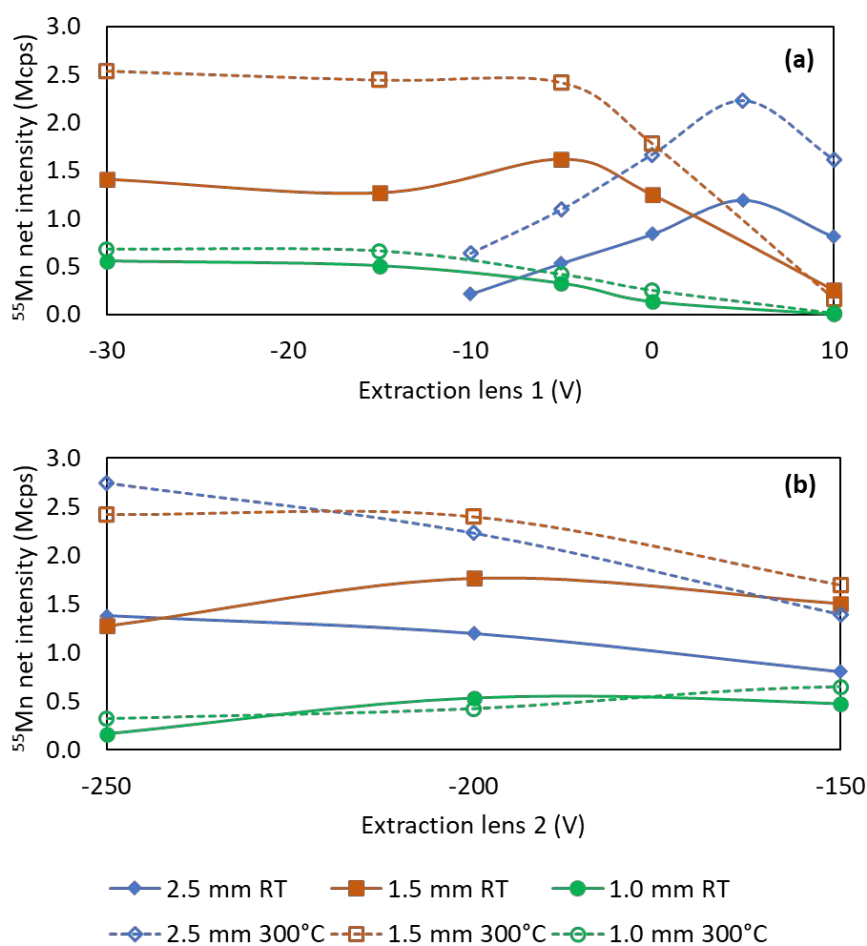 (a)
⁵⁵Mn net intensity (Mcps)
3.0
2.5
2.0
1.5
1.0
0.5
0.0
-30 -20 -10 0 10
Extraction lens 1 (V)
(b)
⁵⁵Mn net intensity (Mcps)
3.0
2.5
2.0
1.5
1.0
0.5
0.0
-250 -200 -150
Extraction lens 2 (V)
2.5 mm RT 1.5 mm RT 1.0 mm RT
2.5 mm 300°C 1.5 mm 300°C 1.0 mm 300°C